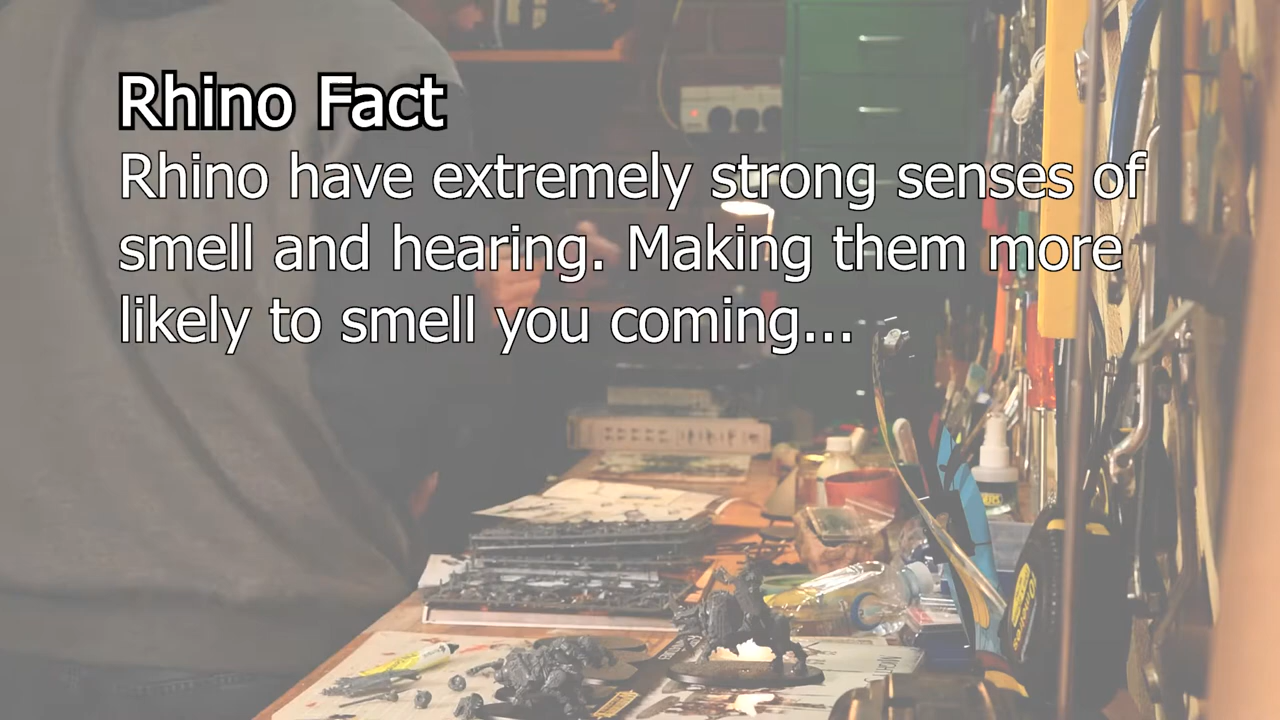 Rhino Fact
Rhino have extremely strong senses of
smell and hearing. Making them more
likely to smell you coming...